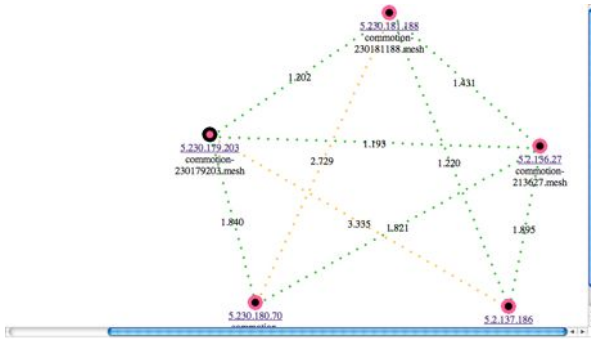 5.230.181.188
commotion-
230181188.mesh
1.202
1.431
5.230.179.203
commotion-
230179203.mesh
1.193
5.2.136.27
commotion-
213627.mesh
2.729
1.220
1.840
3.335
1.821
1.895
5.230.180.70
5.2.137.186